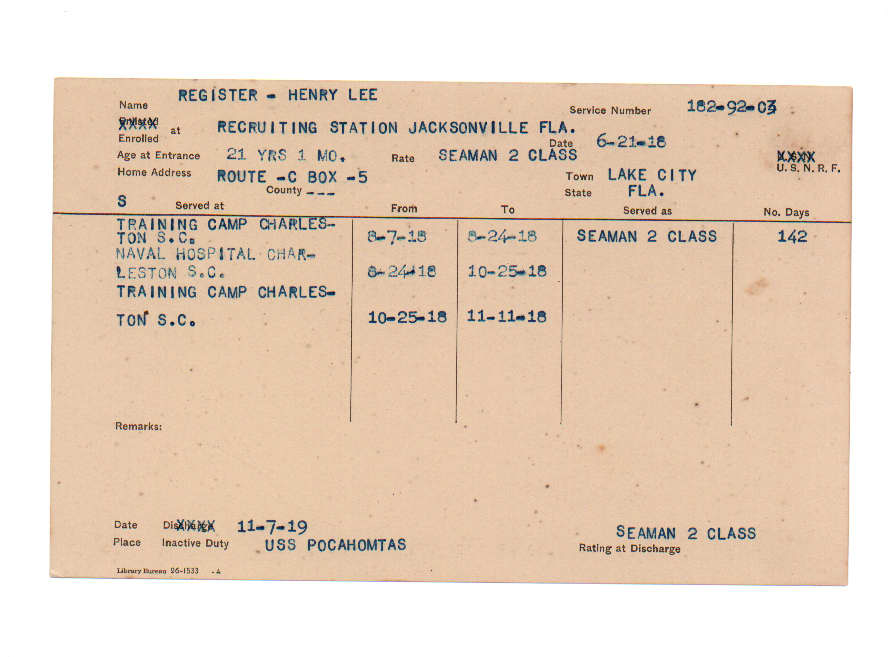 Name REGISTER - HENRY LEE
Service Number 182-92-03
Enlisted
Enrolled at RECRUITING STATION JACKSONVILLE FLA.
Date 6-21-18
Age at Entrance 21 YRS 1 MO. Rate SEAMAN 2 CLASS
XXXX
U. S. N. R. F.
Home Address ROUTE -C BOX -5 Town LAKE CITY
County --- State FLA.
S Served at From To Served as No. Days
TRAINING CAMP CHARLES-
TON S.C. 8-7-18 8-24-18 SEAMAN 2 CLASS 142
NAVAL HOSPITAL CHAR-
LESTON S.C. 8-24-18 10-25-18
TRAINING CAMP CHARLES-
TON S.C. 10-25-18 11-11-18
Remarks:
Date 11-7-19
Place Inactive Duty USS POCAHOMTAS
SEAMAN 2 CLASS
Rating at Discharge
Library Bureau 26-1533 -A